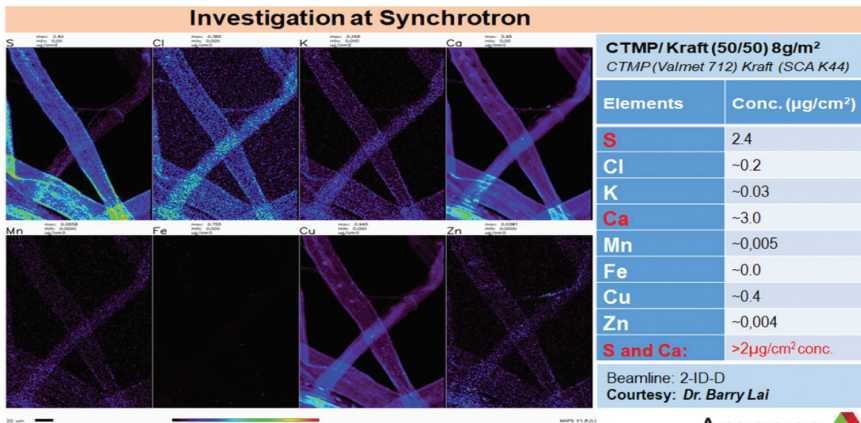 Investigation at Synchrotron
S
Cl
K
Ca
Mn
Fe
Cu
Zn
20 µm
CTMP/ Kraft (50/50) 8g/m²
CTMP (Valmet 712) Kraft (SCA K44)
Elements Conc. (µg/cm²)
S 2.4
Cl ~0.2
K ~0.03
Ca ~3.0
Mn ~0,005
Fe ~0.0
Cu ~0.4
Zn ~0,004
S and Ca: >2µg/cm² conc.
Beamline: 2-ID-D
Courtesy: Dr. Barry Lai